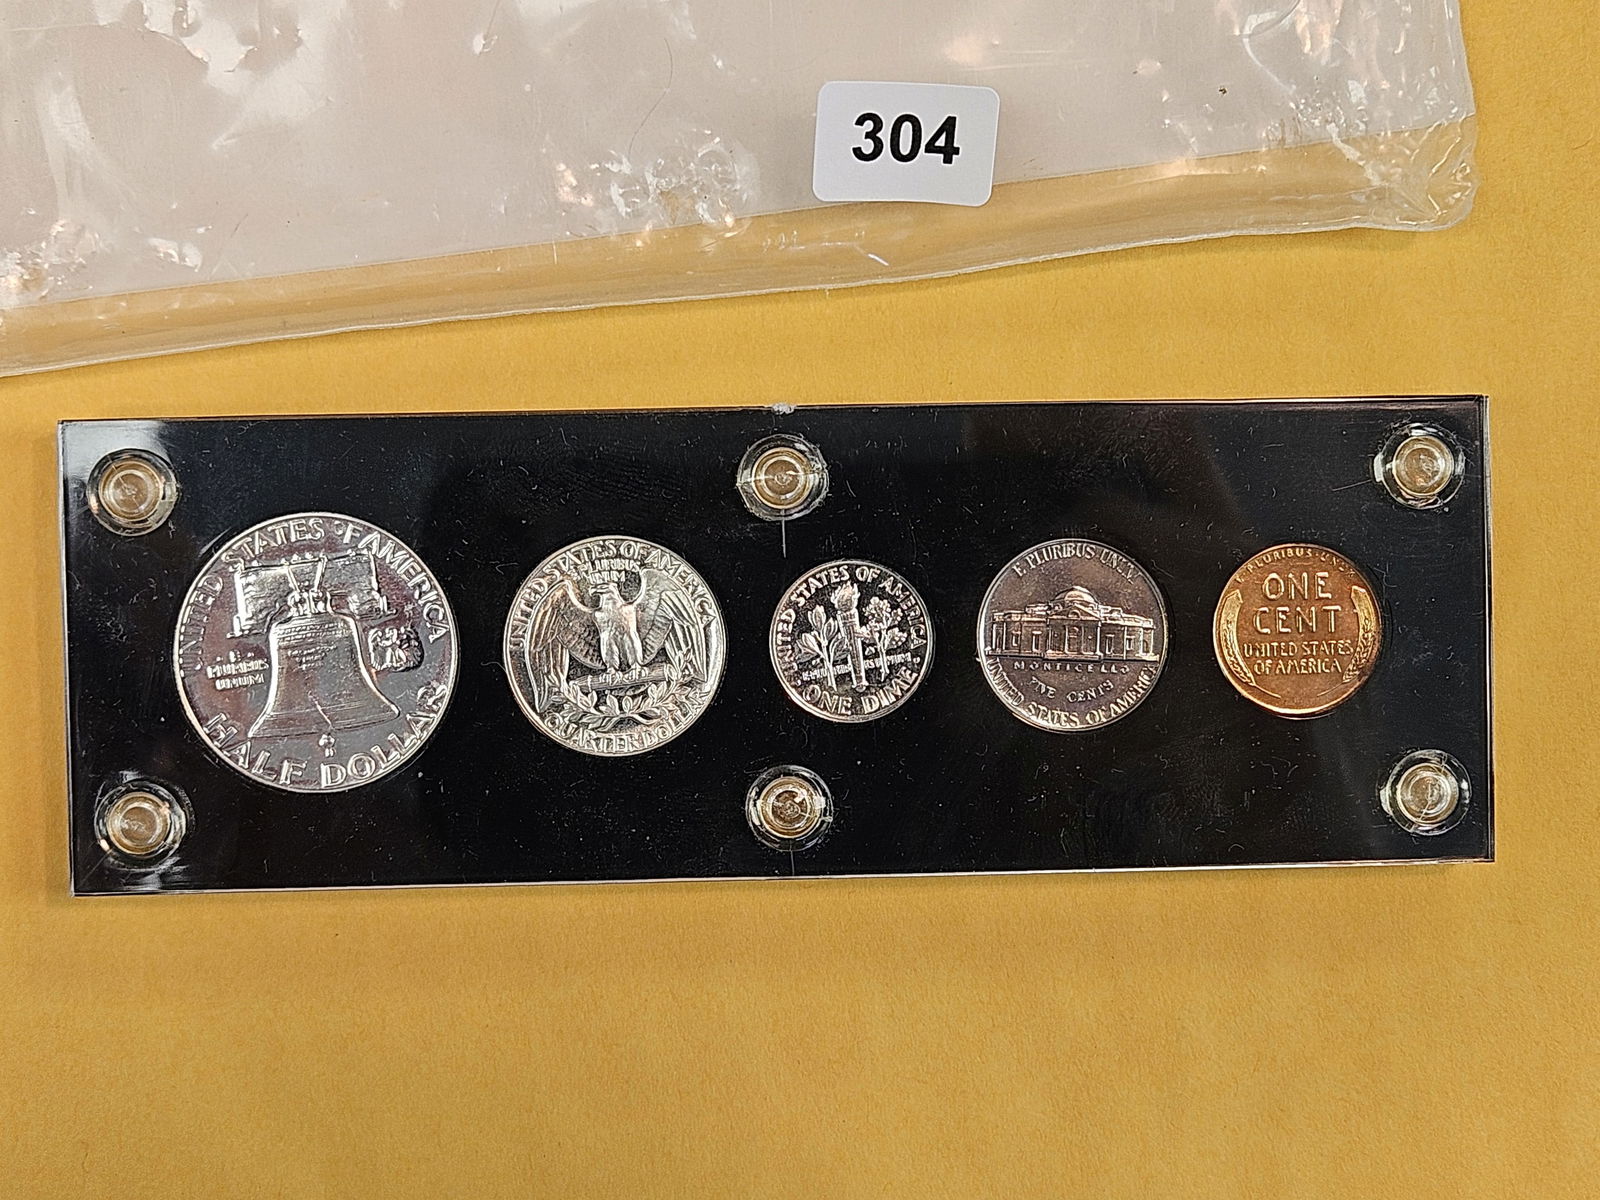 304
UNITED STATES OF AMERICA
E
PLURIBUS
UNUM
HALF DOLLAR
UNITED STATES OF AMERICA
E PLURIBUS
UNUM
QUARTER DOLLAR
UNITED STATES OF AMERICA
ONE DIME
E·PLURIBUS·UNUM
MONTICELLO
FIVE CENTS
UNITED STATES OF AMERICA
E·PLURIBUS·UNUM
ONE
CENT
UNITED STATES
OF AMERICA